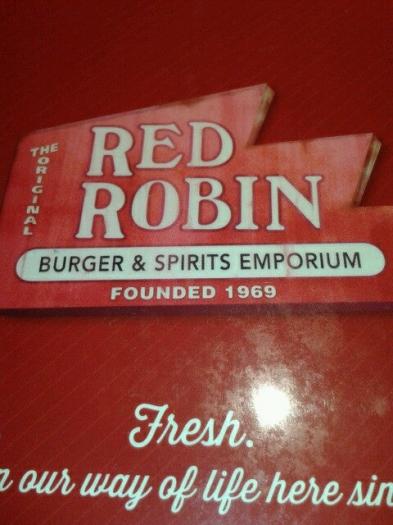 THE ORIGINAL
RED
ROBIN
BURGER & SPIRITS EMPORIUM
FOUNDED 1969
Fresh.
our way of life here